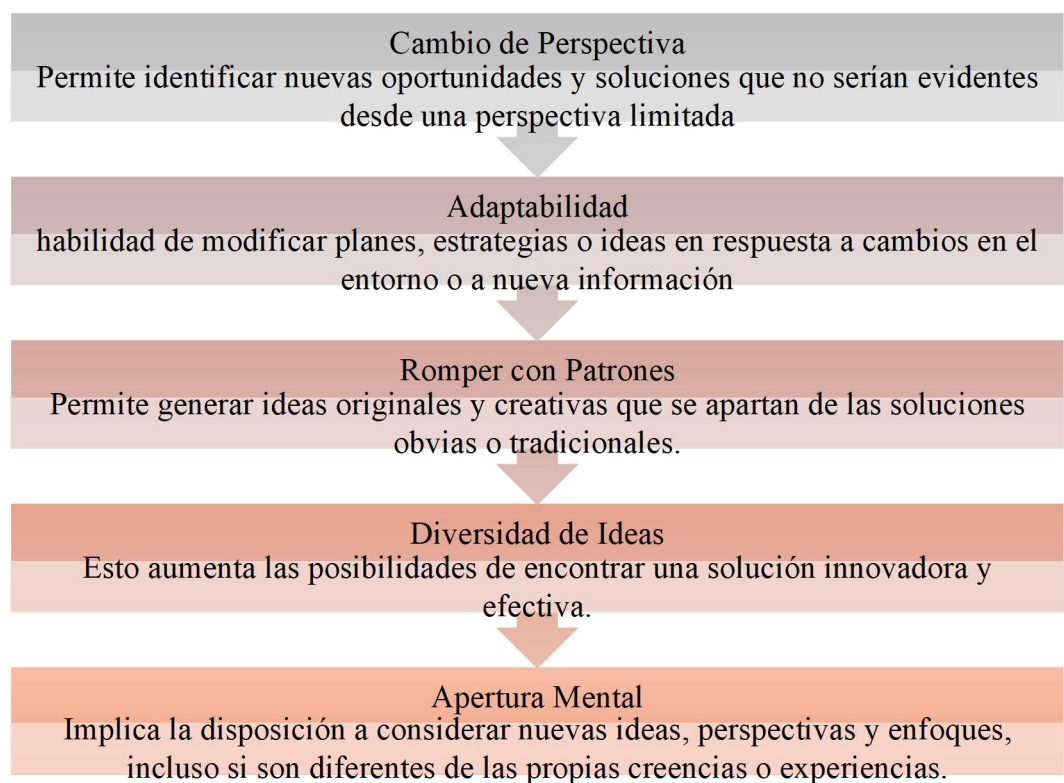 Cambio de Perspectiva
Permite identificar nuevas oportunidades y soluciones que no serían evidentes
desde una perspectiva limitada
Adaptabilidad
habilidad de modificar planes, estrategias o ideas en respuesta a cambios en el
entorno o a nueva información
Romper con Patrones
Permite generar ideas originales y creativas que se apartan de las soluciones
obvias o tradicionales.
Diversidad de Ideas
Esto aumenta las posibilidades de encontrar una solución innovadora y
efectiva.
Apertura Mental
Implica la disposición a considerar nuevas ideas, perspectivas y enfoques,
incluso si son diferentes de las propias creencias o experiencias.